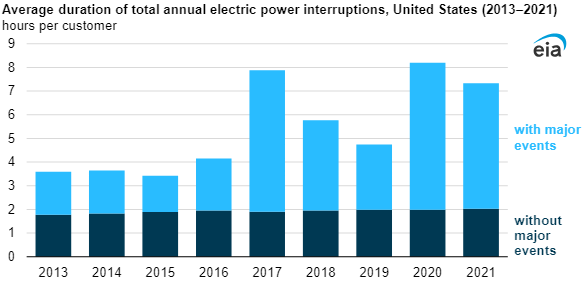 Average duration of total annual electric power interruptions, United States (2013–2021)
hours per customer
eia
9
8
7
6
5
4
3
2
1
0
with major
events
without
major
events
2013 2014 2015 2016 2017 2018 2019 2020 2021